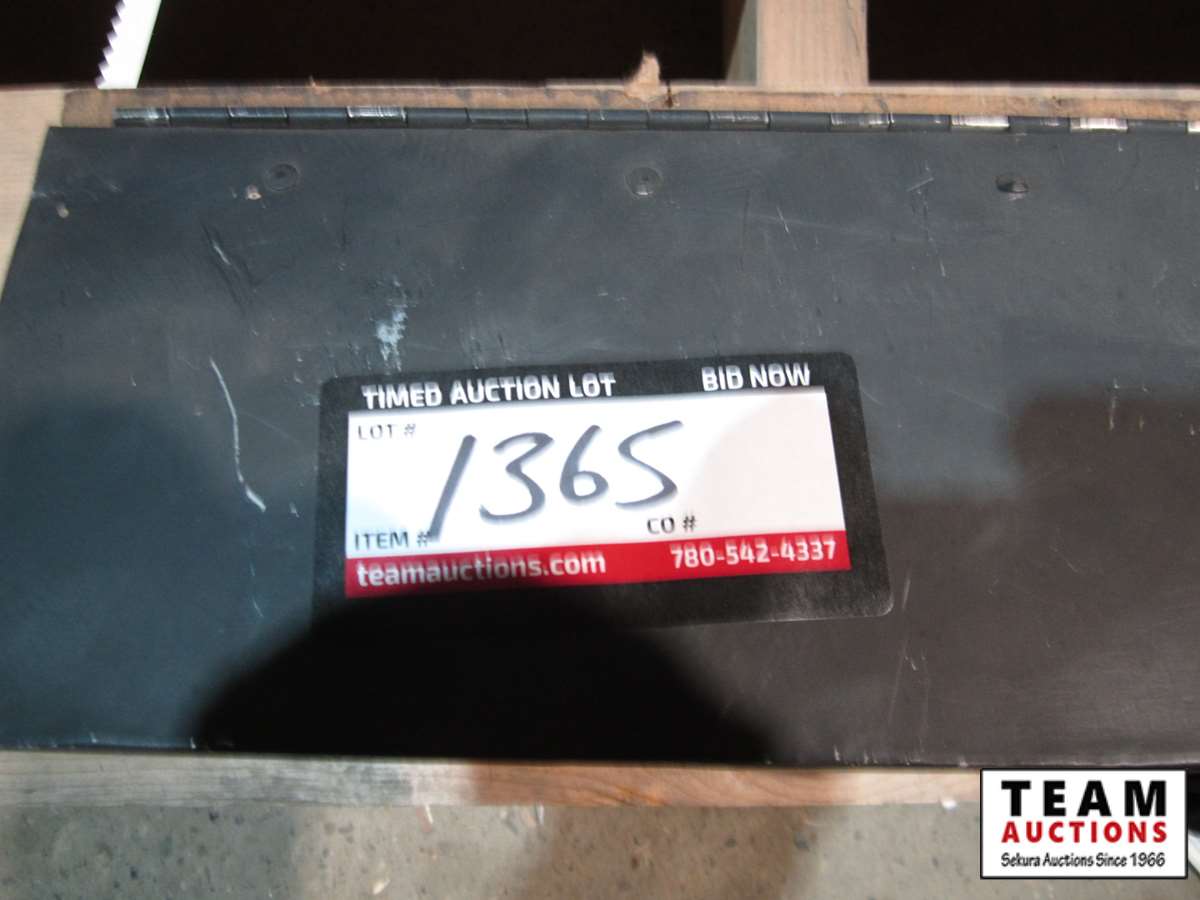 TIMED AUCTION LOT BID NOW
LOT #
1365
ITEM # CO #
teamauctions.com 780-542-4337
TEAM
AUCTIONS
Sekura Auctions Since 1966